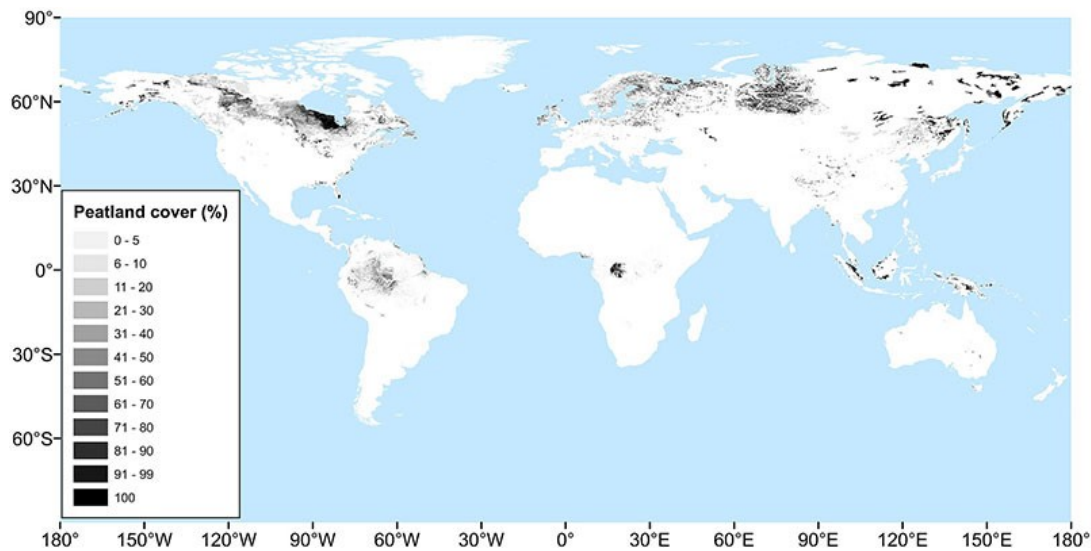 90°
60°N
30°N
0°
30°S
60°S
Peatland cover (%)
0 - 5
6 - 10
11 - 20
21 - 30
31 - 40
41 - 50
51 - 60
61 - 70
71 - 80
81 - 90
91 - 99
100
180° 150°W 120°W 90°W 60°W 30°W 0° 30°E 60°E 90°E 120°E 150°E 180°